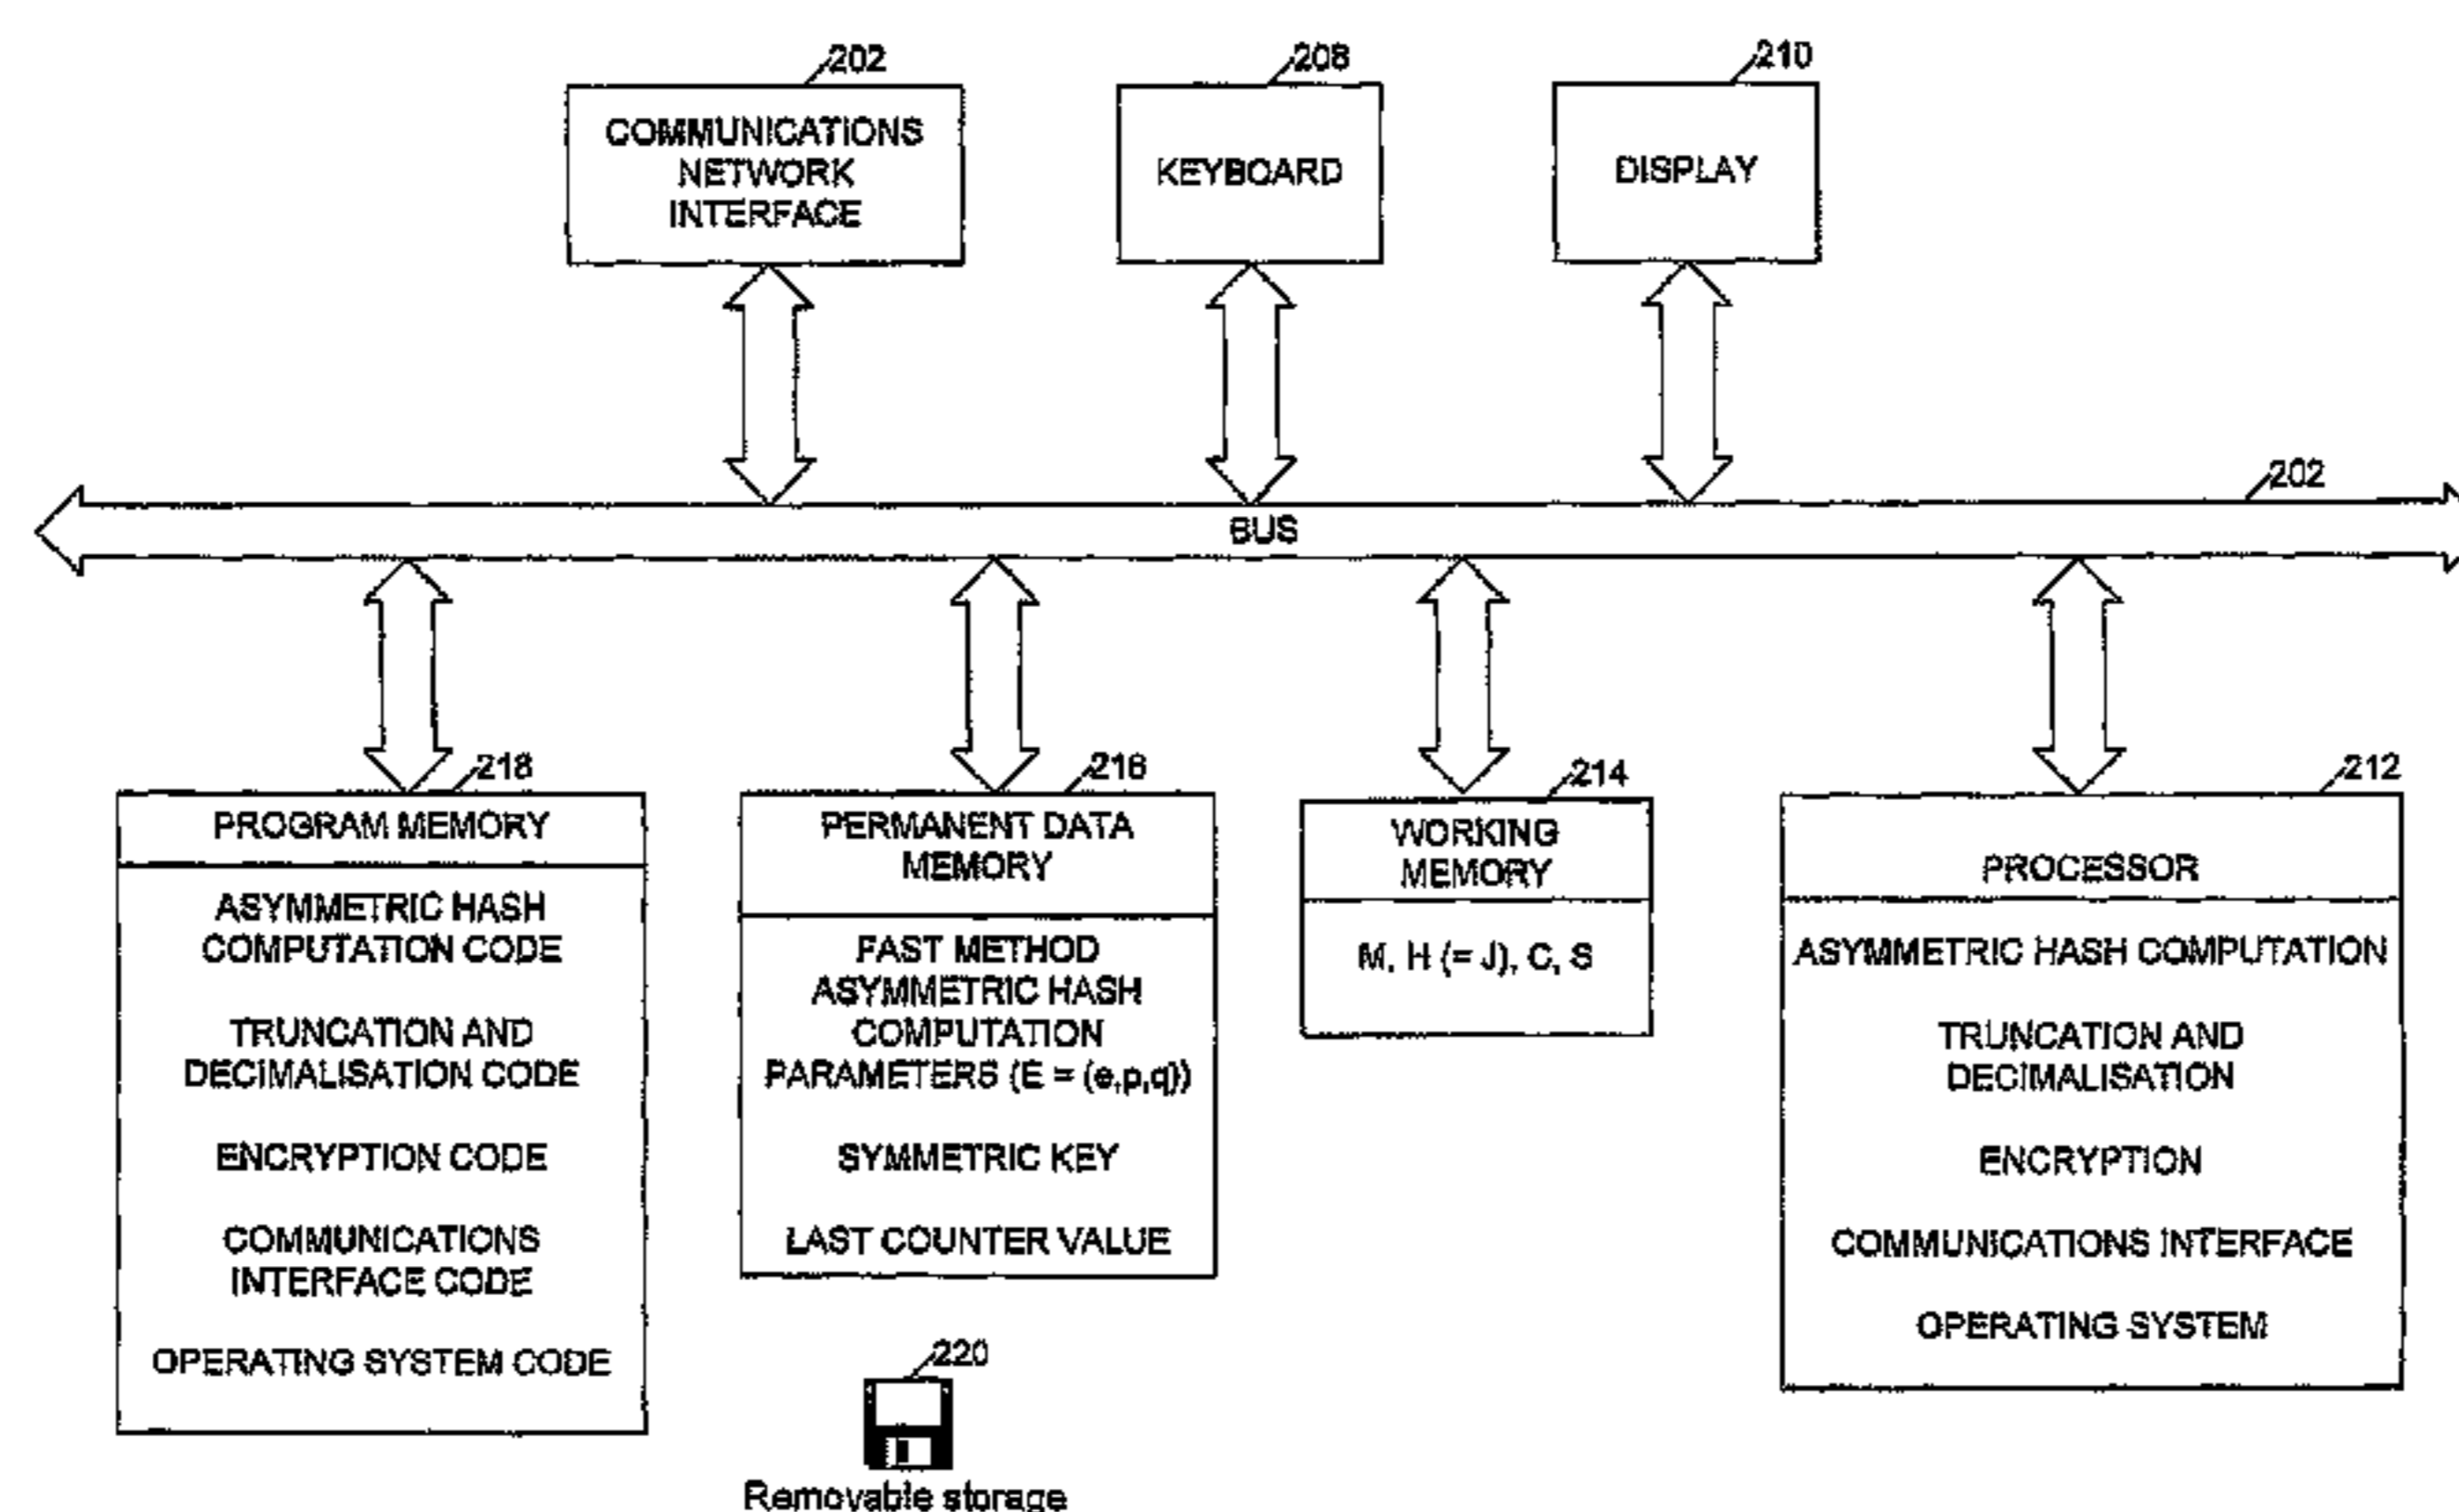 202
COMMUNICATIONS
NETWORK
INTERFACE
208
KEYBOARD
210
DISPLAY
202
BUS
218
PROGRAM MEMORY
ASYMMETRIC HASH
COMPUTATION CODE
TRUNCATION AND
DECIMALISATION CODE
ENCRYPTION CODE
COMMUNICATIONS
INTERFACE CODE
OPERATING SYSTEM CODE
216
PERMANENT DATA
MEMORY
FAST METHOD
ASYMMETRIC HASH
COMPUTATION
PARAMETERS (E = (e,p,q))
SYMMETRIC KEY
LAST COUNTER VALUE
214
WORKING
MEMORY
M, H (= J), C, S
212
PROCESSOR
ASYMMETRIC HASH COMPUTATION
TRUNCATION AND
DECIMALISATION
ENCRYPTION
COMMUNICATIONS INTERFACE
OPERATING SYSTEM
220
Removable storage